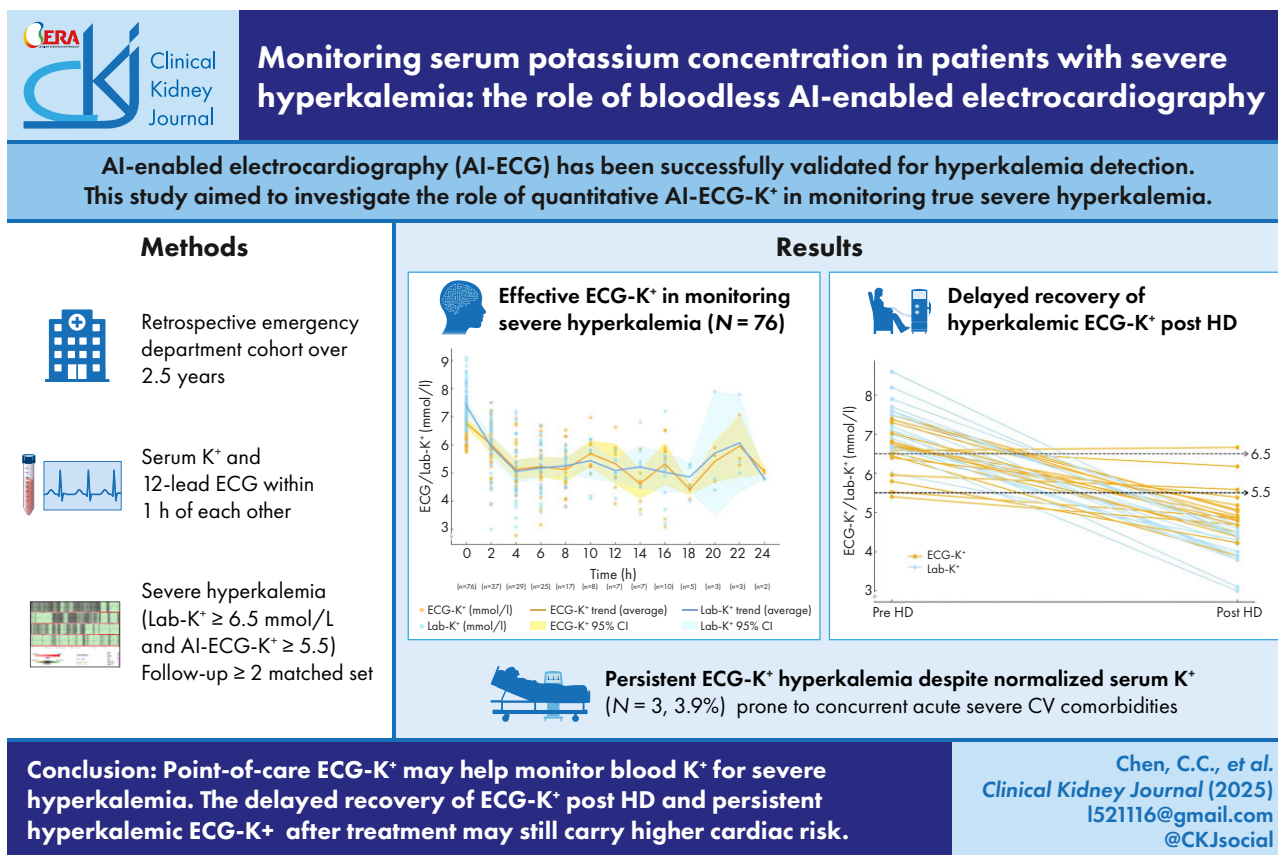 ERA
CKJ
Clinical
Kidney
Journal
Monitoring serum potassium concentration in patients with severe
hyperkalemia: the role of bloodless AI-enabled electrocardiography
AI-enabled electrocardiography (AI-ECG) has been successfully validated for hyperkalemia detection.
This study aimed to investigate the role of quantitative AI-ECG-K⁺ in monitoring true severe hyperkalemia.
Methods
Retrospective emergency
department cohort over
2.5 years
Serum K⁺ and
12-lead ECG within
1 h of each other
Severe hyperkalemia
(Lab-K⁺ ≥ 6.5 mmol/L
and AI-ECG-K⁺ ≥ 5.5)
Follow-up ≥ 2 matched set
Results
Effective ECG-K⁺ in monitoring
severe hyperkalemia (N = 76)
ECG/Lab-K⁺ (mmol/l)
9
8
7
6
5
4
3
0 2 4 6 8 10 12 14 16 18 20 22 24
Time (h)
(n=76) (n=37) (n=29) (n=25) (n=17) (n=8) (n=7) (n=7) (n=10) (n=5) (n=3) (n=3) (n=2)
ECG-K⁺ (mmol/l) ECG-K⁺ trend (average) Lab-K⁺ trend (average)
Lab-K⁺ (mmol/l) ECG-K⁺ 95% CI Lab-K⁺ 95% CI
Delayed recovery of
hyperkalemic ECG-K⁺ post HD
ECG-K⁺/Lab-K⁺ (mmol/l)
8
7
6
5
4
3
6.5
5.5
ECG-K⁺
Lab-K⁺
Pre HD Post HD
Persistent ECG-K⁺ hyperkalemia despite normalized serum K⁺
(N = 3, 3.9%) prone to concurrent acute severe CV comorbidities
Conclusion: Point-of-care ECG-K⁺ may help monitor blood K⁺ for severe
hyperkalemia. The delayed recovery of ECG-K⁺ post HD and persistent
hyperkalemic ECG-K+ after treatment may still carry higher cardiac risk.
Chen, C.C., et al.
Clinical Kidney Journal (2025)
l521116@gmail.com
@CKJsocial